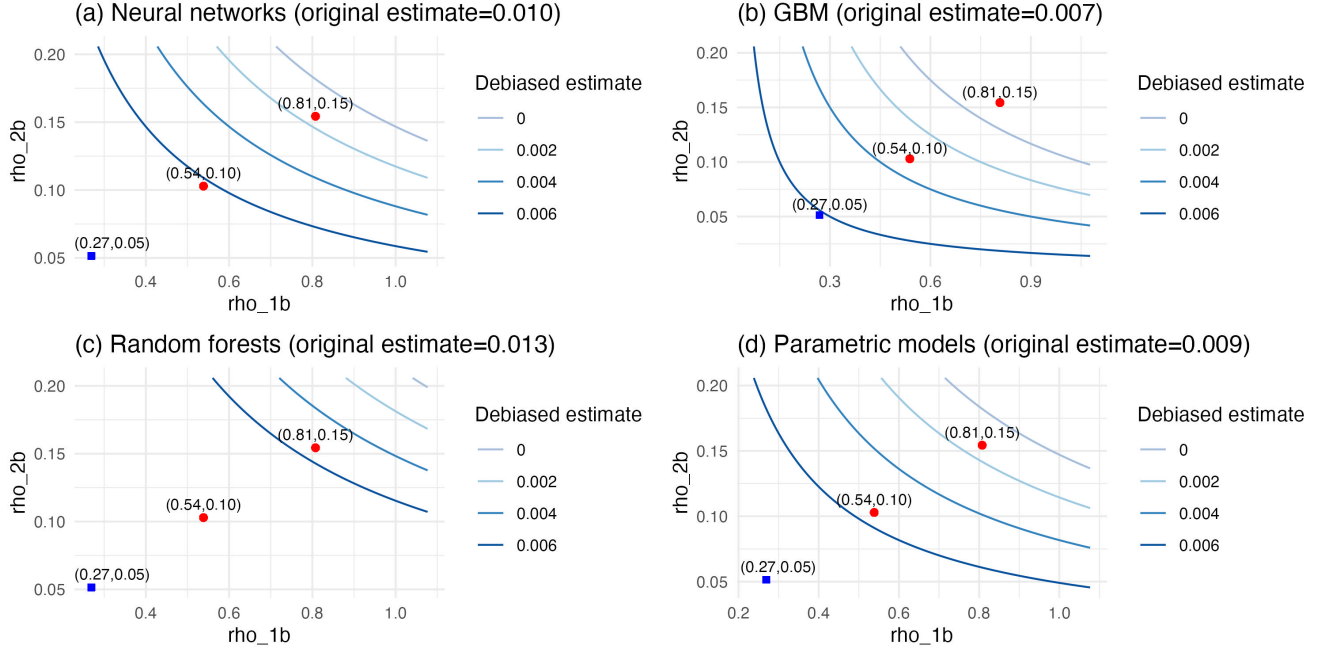 (a) Neural networks (original estimate=0.010)
0.20
0.15
0.10
0.05
rho_2b
(0.81,0.15)
(0.54,0.10)
(0.27,0.05)
0.4 0.6 0.8 1.0
rho_1b
Debiased estimate
0
0.002
0.004
0.006
(b) GBM (original estimate=0.007)
0.20
0.15
0.10
0.05
rho_2b
(0.81,0.15)
(0.54,0.10)
(0.27,0.05)
0.3 0.6 0.9
rho_1b
Debiased estimate
0
0.002
0.004
0.006
(c) Random forests (original estimate=0.013)
0.20
0.15
0.10
0.05
rho_2b
(0.81,0.15)
(0.54,0.10)
(0.27,0.05)
0.4 0.6 0.8 1.0
rho_1b
Debiased estimate
0
0.002
0.004
0.006
(d) Parametric models (original estimate=0.009)
0.20
0.15
0.10
0.05
rho_2b
(0.81,0.15)
(0.54,0.10)
(0.27,0.05)
0.2 0.4 0.6 0.8 1.0
rho_1b
Debiased estimate
0
0.002
0.004
0.006